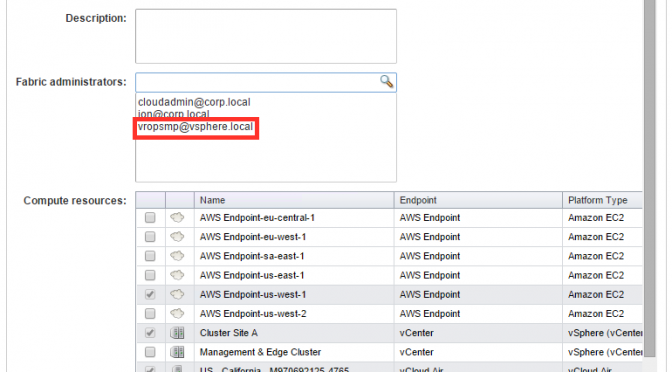 Description:
Fabric administrators:
cloudadmin@corp.local
jon@corp.local
vropsmp@vsphere.local
Compute resources:
Name Endpoint Platform Type
AWS Endpoint-eu-central-1 AWS Endpoint Amazon EC2
AWS Endpoint-eu-west-1 AWS Endpoint Amazon EC2
AWS Endpoint-sa-east-1 AWS Endpoint Amazon EC2
AWS Endpoint-us-east-1 AWS Endpoint Amazon EC2
AWS Endpoint-us-west-1 AWS Endpoint Amazon EC2
AWS Endpoint-us-west-2 AWS Endpoint Amazon EC2
Cluster Site A vCenter vSphere (vCenter
Management & Edge Cluster vCenter vSphere (vCenter
US - California - M970692125-4765 vCloud Air vCloud Air